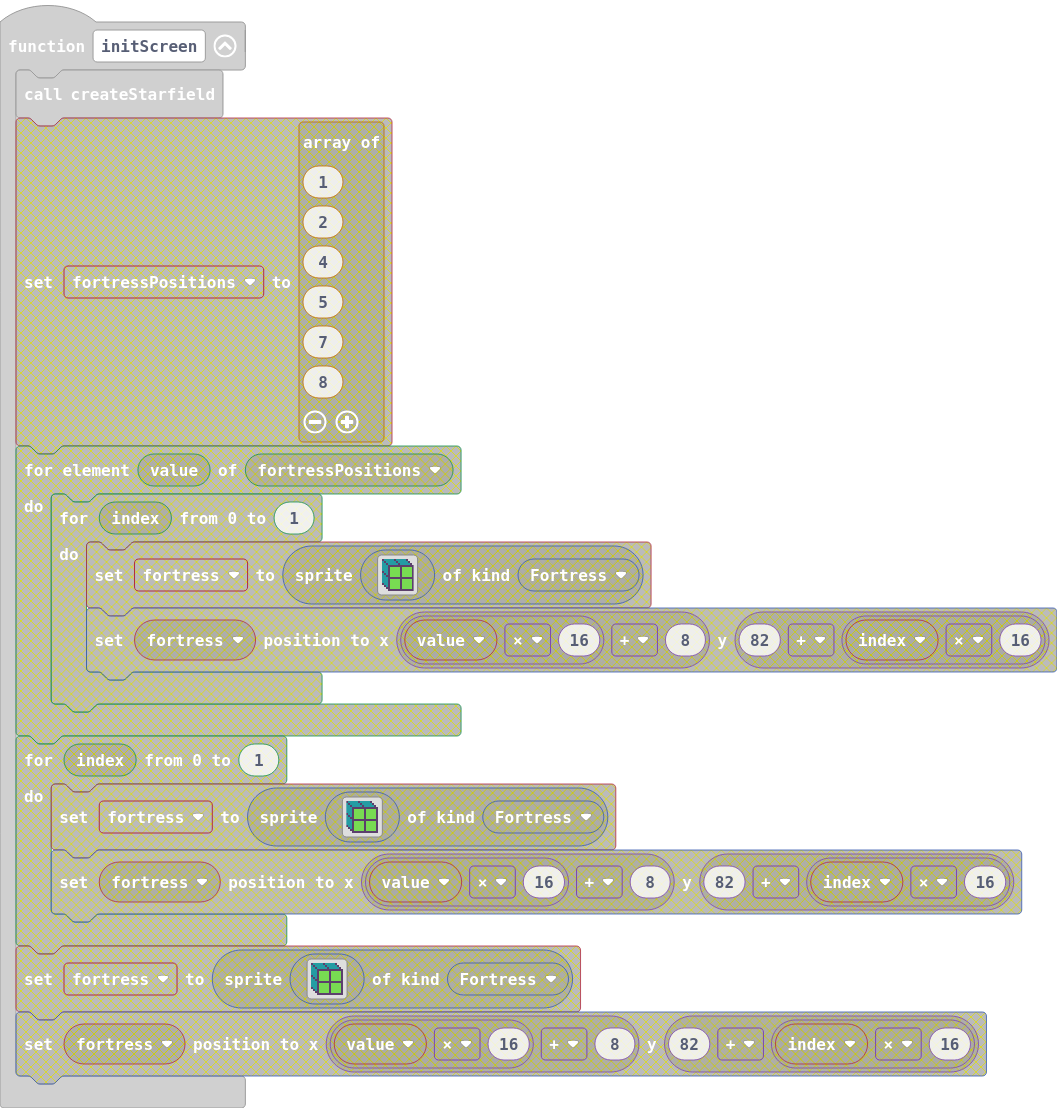 function initScreen
call createStarfield
set fortressPositions to array of
1
2
4
5
7
8
for element value of fortressPositions
do
for index from 0 to 1
do
set fortress to sprite of kind Fortress
set fortress position to x value × 16 + 8 y 82 + index × 16
for index from 0 to 1
do
set fortress to sprite of kind Fortress
set fortress position to x value × 16 + 8 y 82 + index × 16
set fortress to sprite of kind Fortress
set fortress position to x value × 16 + 8 y 82 + index × 16